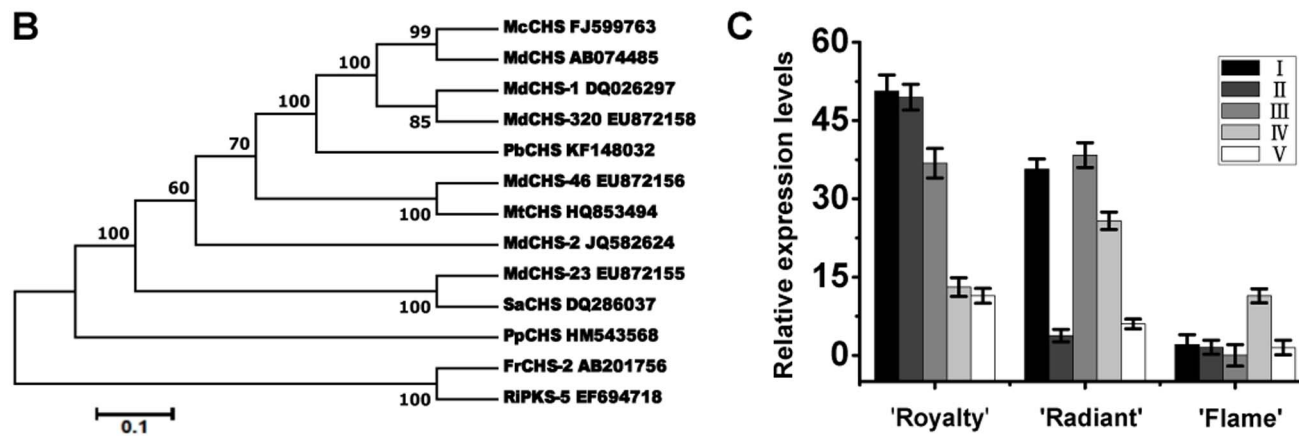 B
McCHS FJ599763
MdCHS AB074485
MdCHS-1 DQ026297
MdCHS-320 EU872158
PbCHS KF148032
MdCHS-46 EU872156
MtCHS HQ853494
MdCHS-2 JQ582624
MdCHS-23 EU872155
SaCHS DQ286037
PpCHS HM543568
FrCHS-2 AB201756
RiPKS-5 EF694718
99
100
100
85
70
60
100
100
100
100
0.1
C
Relative expression levels
60
45
30
15
0
I
II
III
IV
V
'Royalty' 'Radiant' 'Flame'